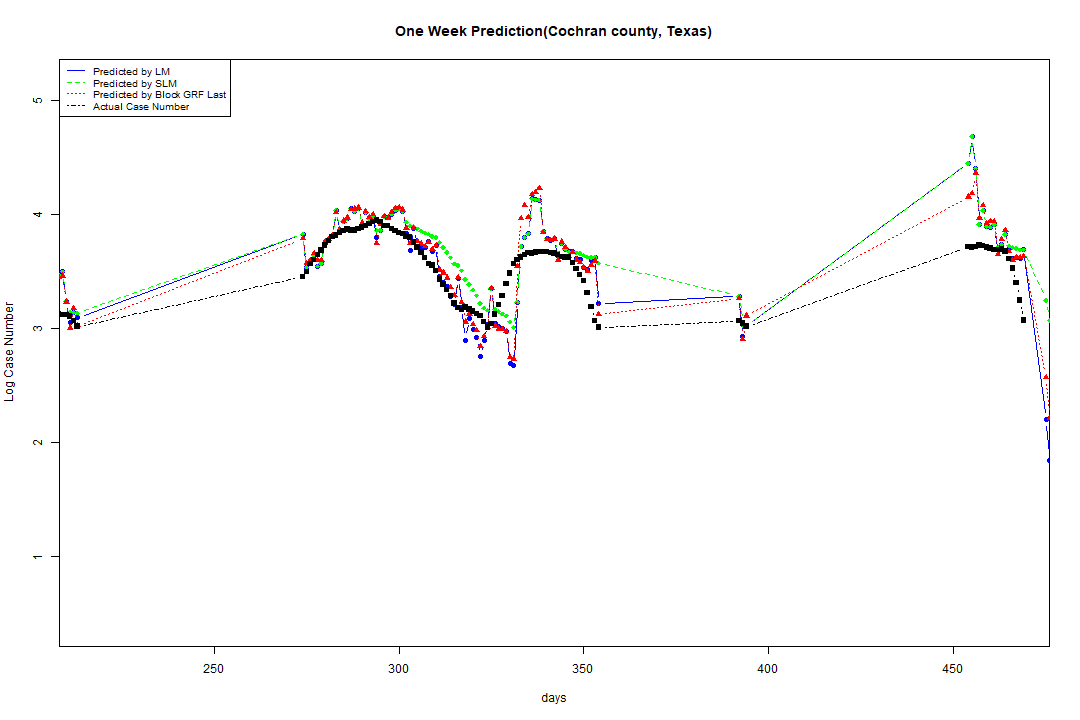 One Week Prediction(Cochran county, Texas)
Predicted by LM
Predicted by SLM
Predicted by Block GRF Last
Actual Case Number
5
4
3
2
1
Log Case Number
250 300 350 400 450
days